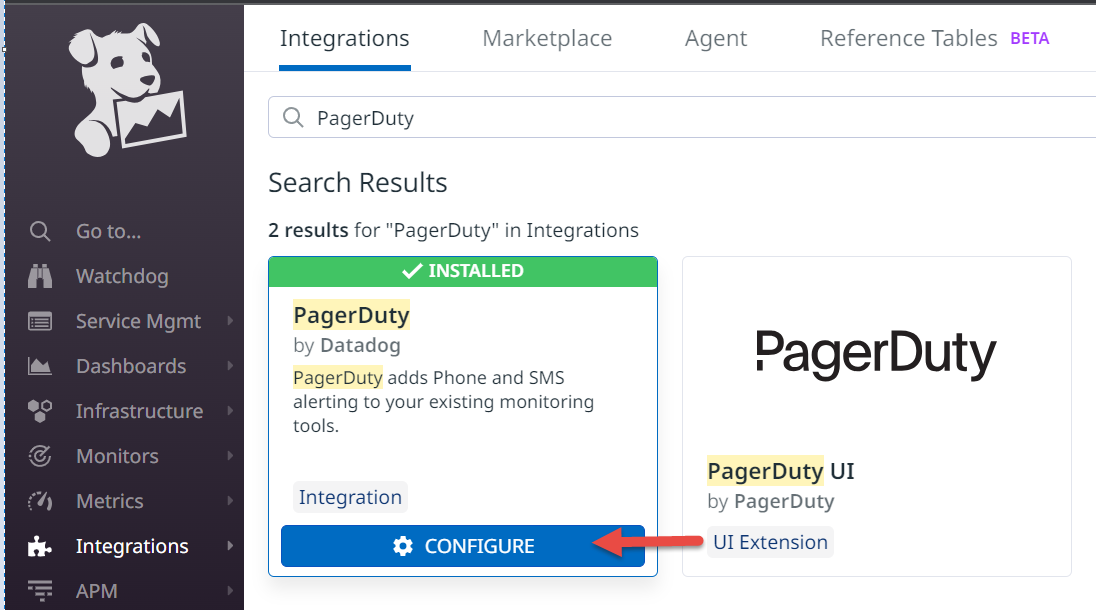 Integrations Marketplace Agent Reference Tables BETA
PagerDuty
Search Results
2 results for "PagerDuty" in Integrations
Go to...
Watchdog
Service Mgmt
Dashboards
Infrastructure
Monitors
Metrics
Integrations
APM
INSTALLED
PagerDuty
by Datadog
PagerDuty adds Phone and SMS
alerting to your existing monitoring
tools.
Integration
CONFIGURE
PagerDuty
PagerDuty UI
by PagerDuty
UI Extension